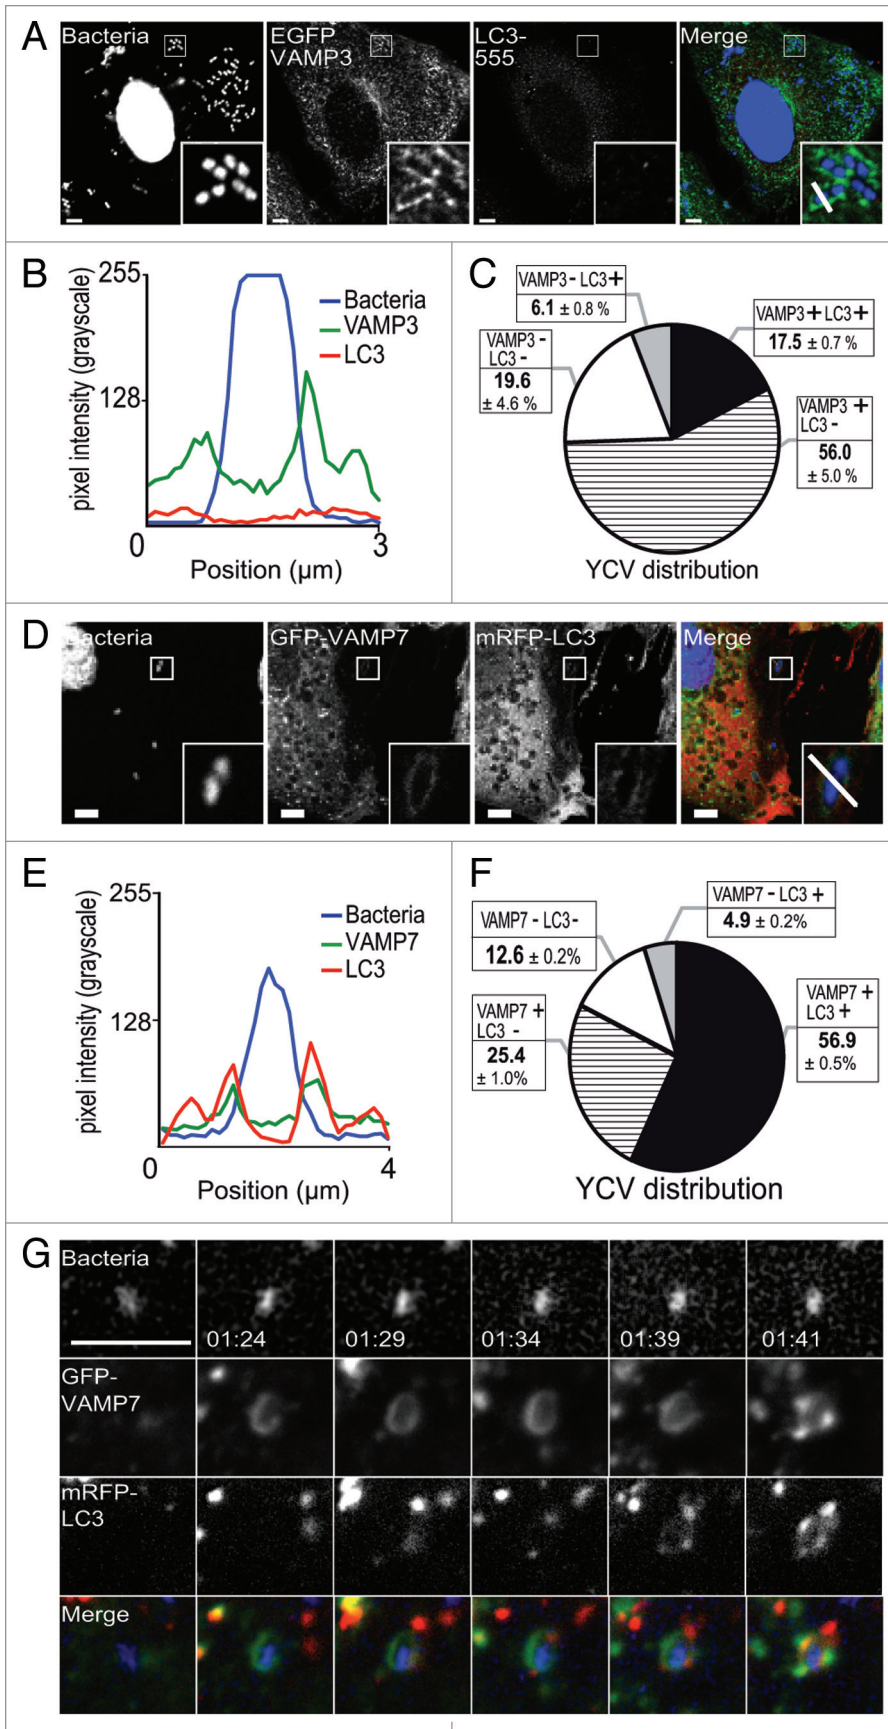 A
Bacteria
EGFP
VAMP3
LC3-
555
Merge
B
pixel intensity (grayscale)
255
128
0
3
Position (µm)
Bacteria
VAMP3
LC3
C
VAMP3 - LC3 +
6.1 ± 0.8 %
VAMP3 + LC3 +
17.5 ± 0.7 %
VAMP3 -
LC3 -
19.6
± 4.6 %
VAMP3 +
LC3 -
56.0
± 5.0 %
YCV distribution
D
Bacteria
GFP-VAMP7
mRFP-LC3
Merge
E
pixel intensity (grayscale)
255
128
0
4
Position (µm)
Bacteria
VAMP7
LC3
F
VAMP7 - LC3 +
4.9 ± 0.2%
VAMP7 - LC3 -
12.6 ± 0.2%
VAMP7 +
LC3 -
25.4
± 1.0%
VAMP7 +
LC3 +
56.9
± 0.5%
YCV distribution
G
Bacteria
01:24
01:29
01:34
01:39
01:41
GFP-
VAMP7
mRFP-
LC3
Merge